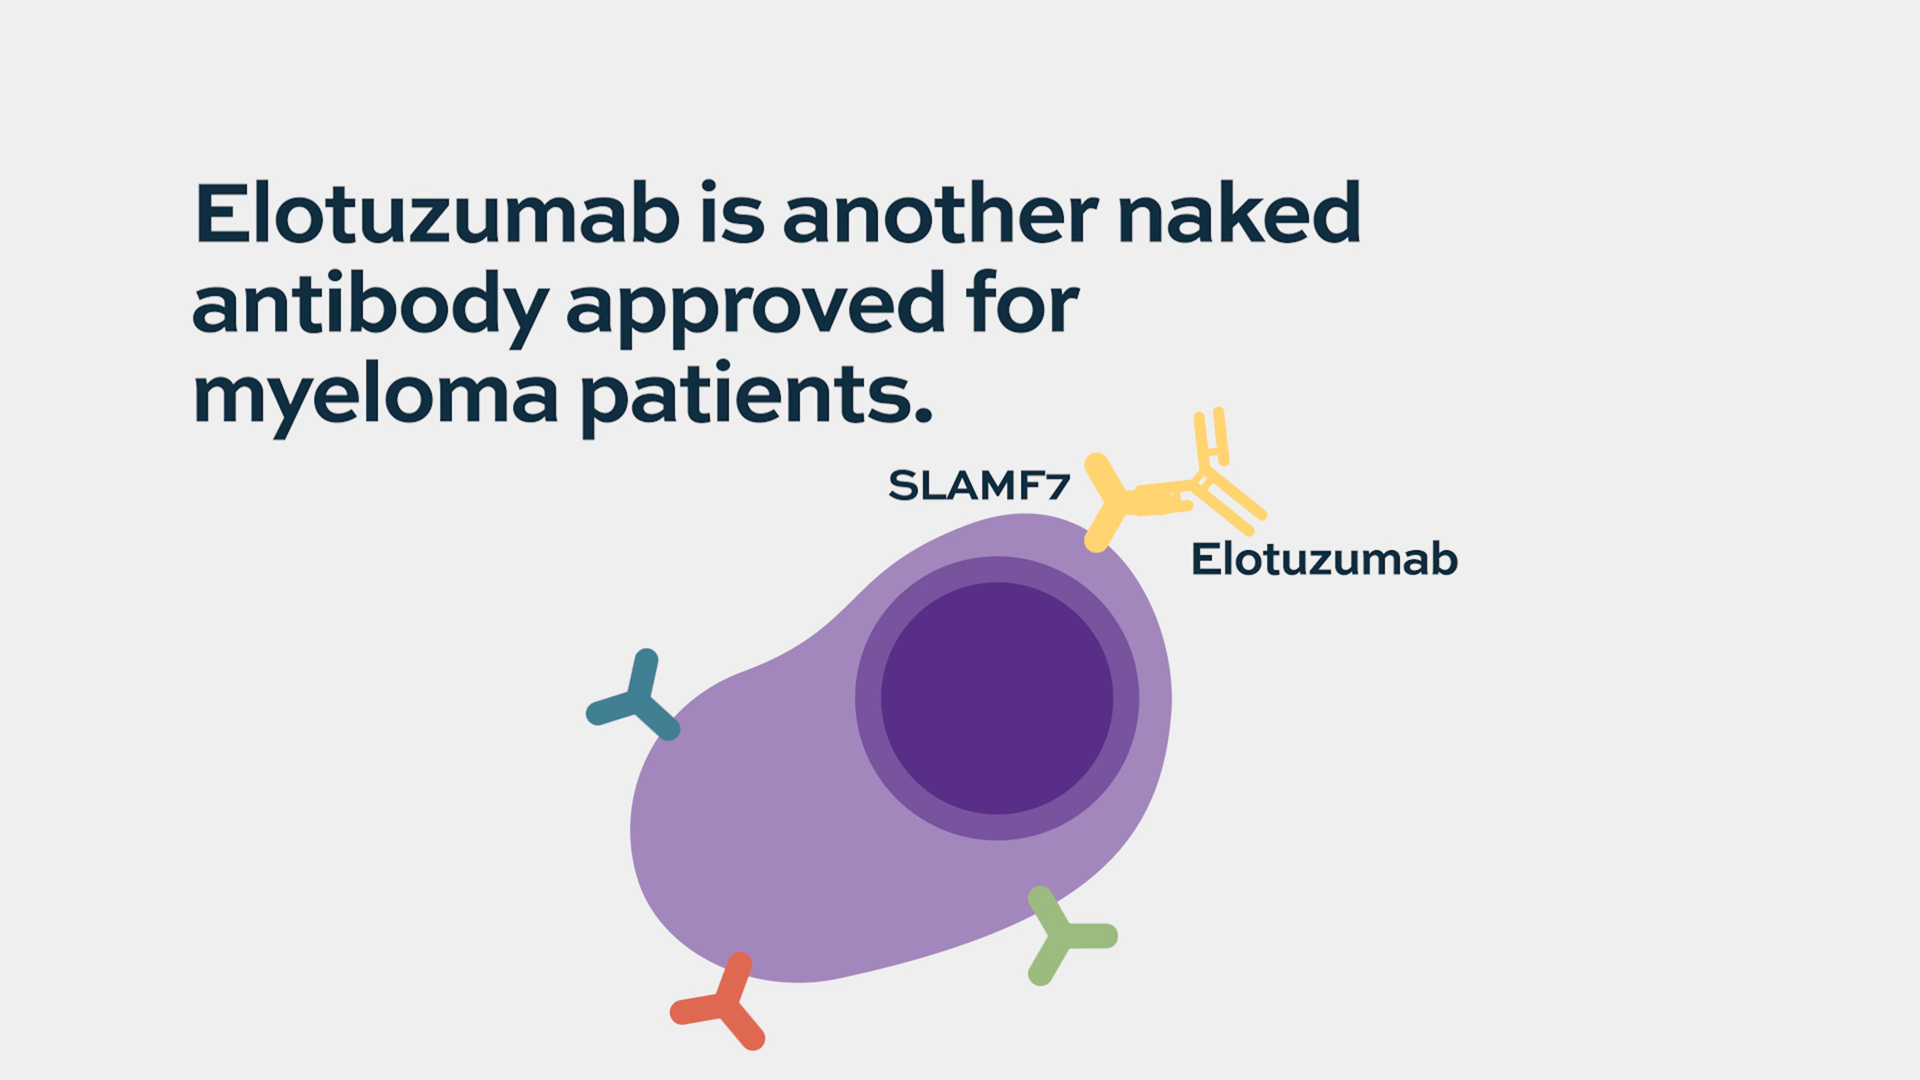 Elotuzumab is another naked
antibody approved for
myeloma patients.
SLAMF7
Elotuzumab